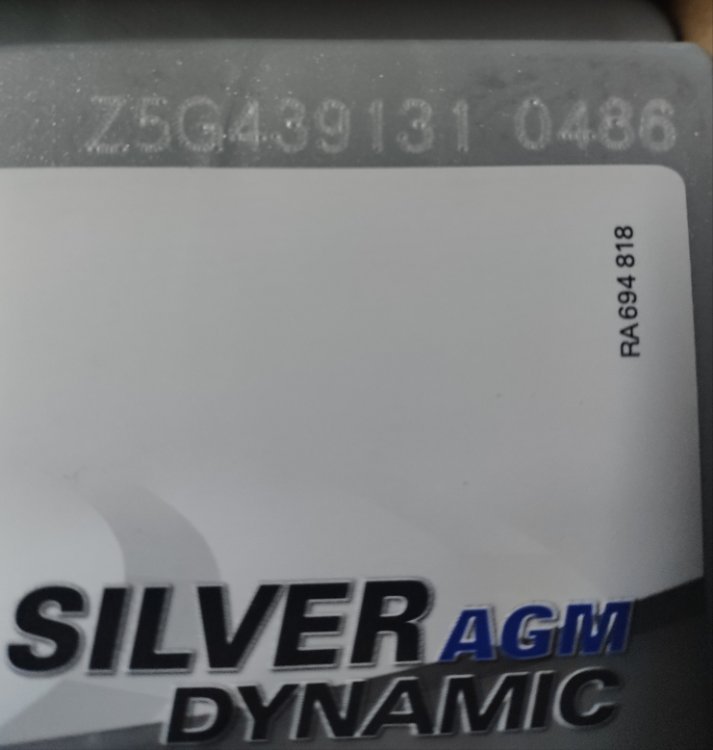 Z5G439131 0486
RA694 818
SILVER AGM
DYNAMIC